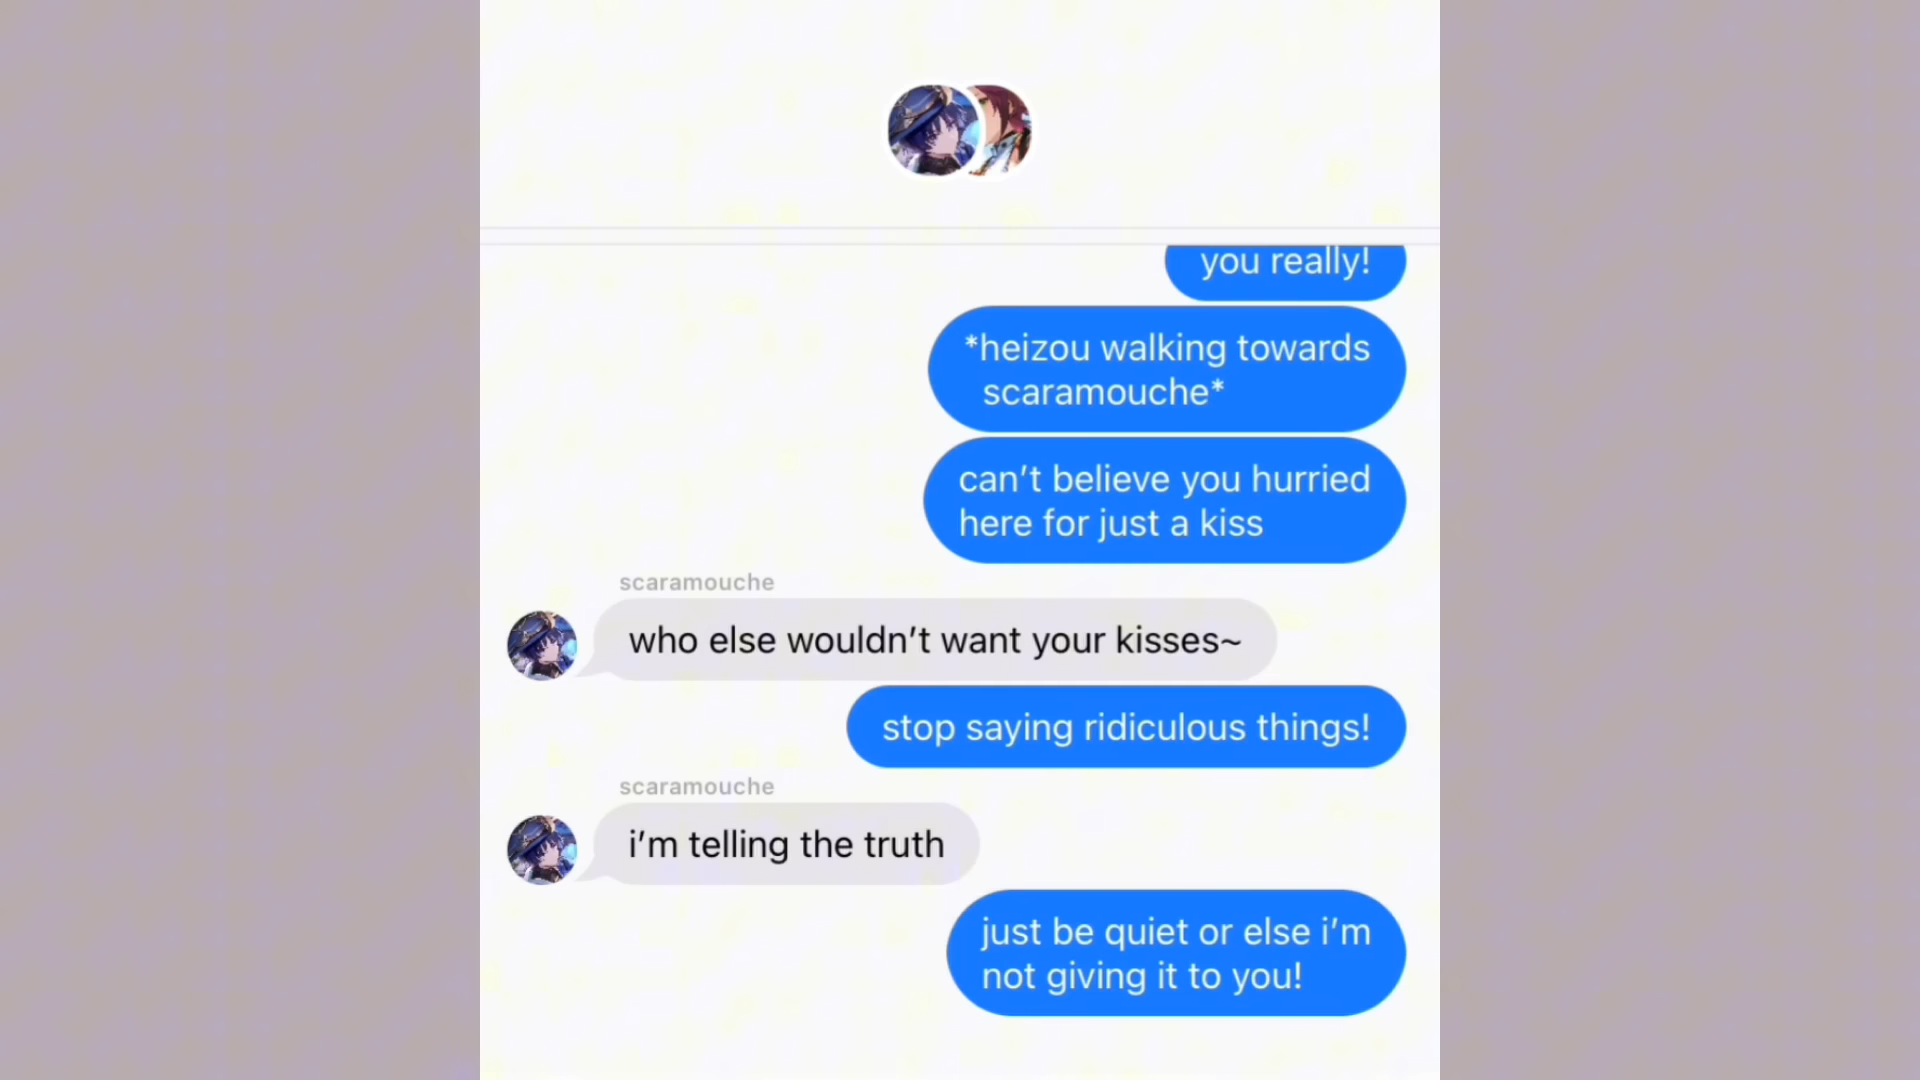 you really!
*heizou walking towards
scaramouche*
can’t believe you hurried
here for just a kiss
scaramouche
who else wouldn’t want your kisses~
stop saying ridiculous things!
scaramouche
i’m telling the truth
just be quiet or else i’m
not giving it to you!